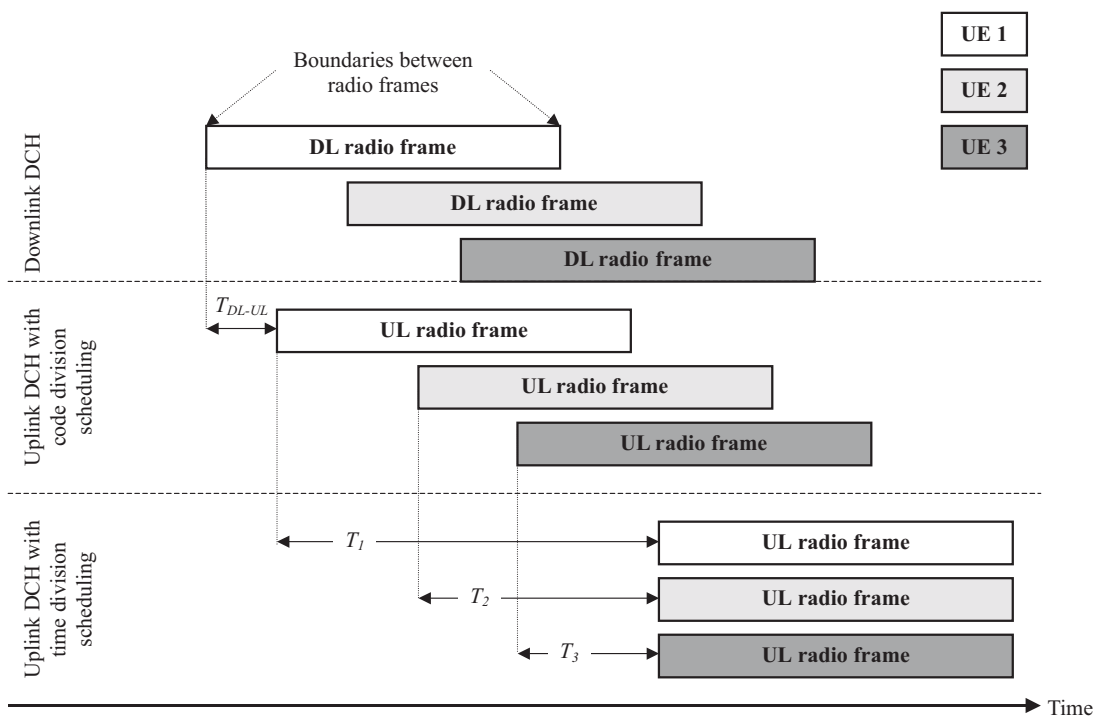 Boundaries between
radio frames
UE 1
UE 2
UE 3
Downlink DCH
DL radio frame
DL radio frame
DL radio frame
Uplink DCH with
code division
scheduling
T_{DL-UL}
UL radio frame
UL radio frame
UL radio frame
Uplink DCH with
time division
scheduling
T_1
UL radio frame
T_2
UL radio frame
T_3
UL radio frame
Time